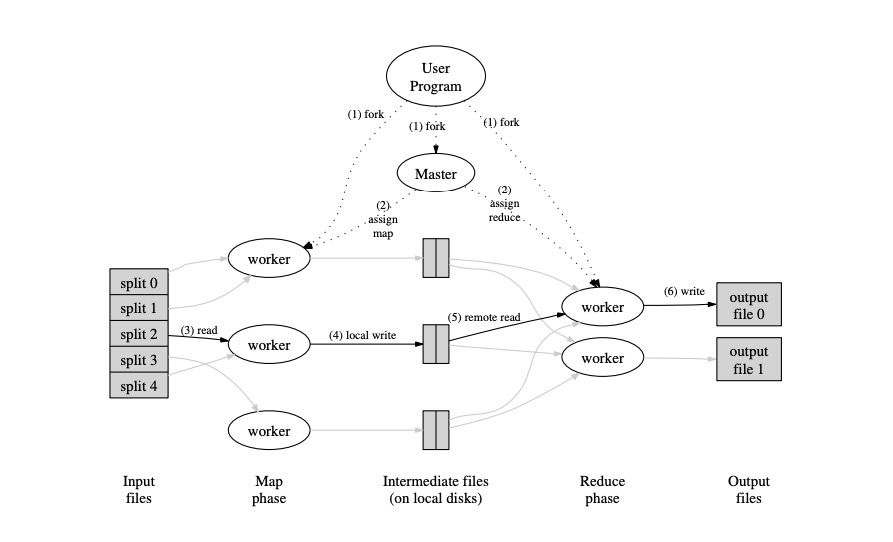 User
Program
(1) fork
(1) fork
(1) fork
Master
(2)
assign
map
(2)
assign
reduce
worker
split 0
split 1
split 2
split 3
split 4
(3) read
worker
(4) local write
(5) remote read
worker
worker
(6) write
output
file 0
worker
output
file 1
Input
files
Map
phase
Intermediate files
(on local disks)
Reduce
phase
Output
files